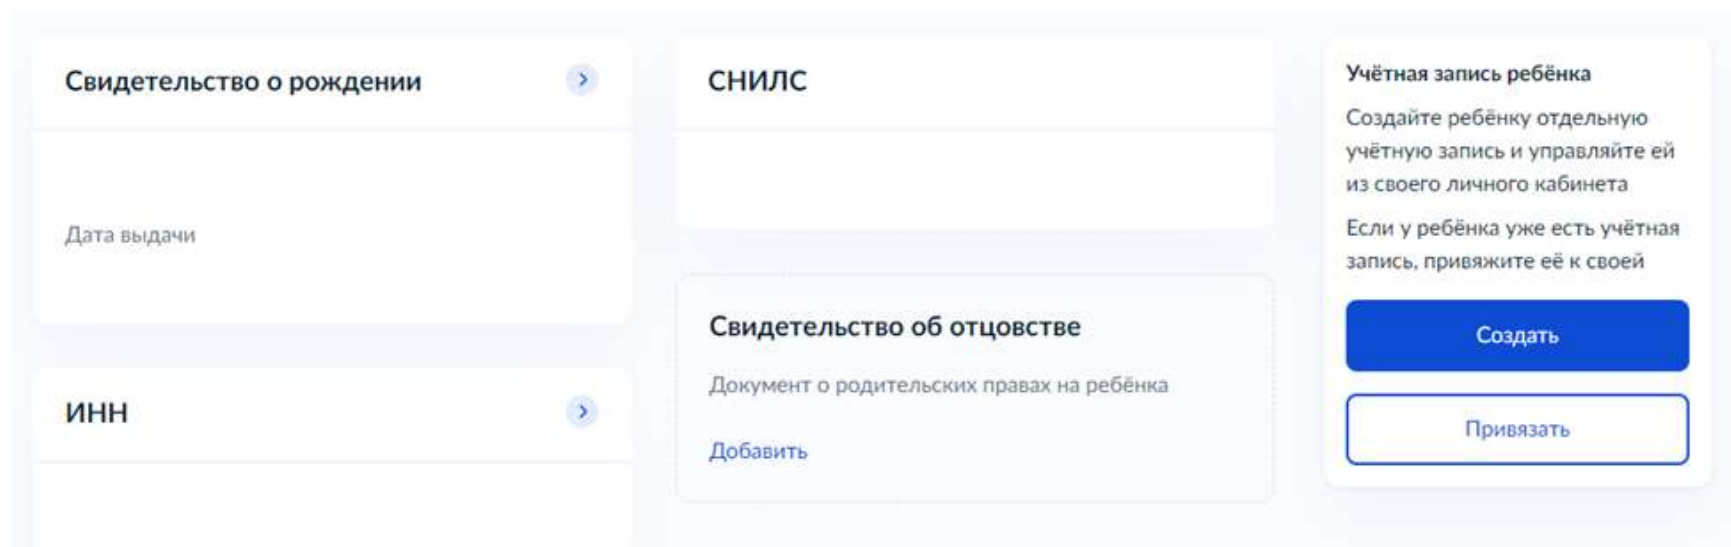 Свидетельство о рождении
Дата выдачи
ИНН
СНИЛС
Свидетельство об отцовстве
Документ о родительских правах на ребёнка
Добавить
Учётная запись ребёнка
Создайте ребёнку отдельную
учётную запись и управляйте ей
из своего личного кабинета
Если у ребёнка уже есть учётная
запись, привяжите её к своей
Создать
Привязать